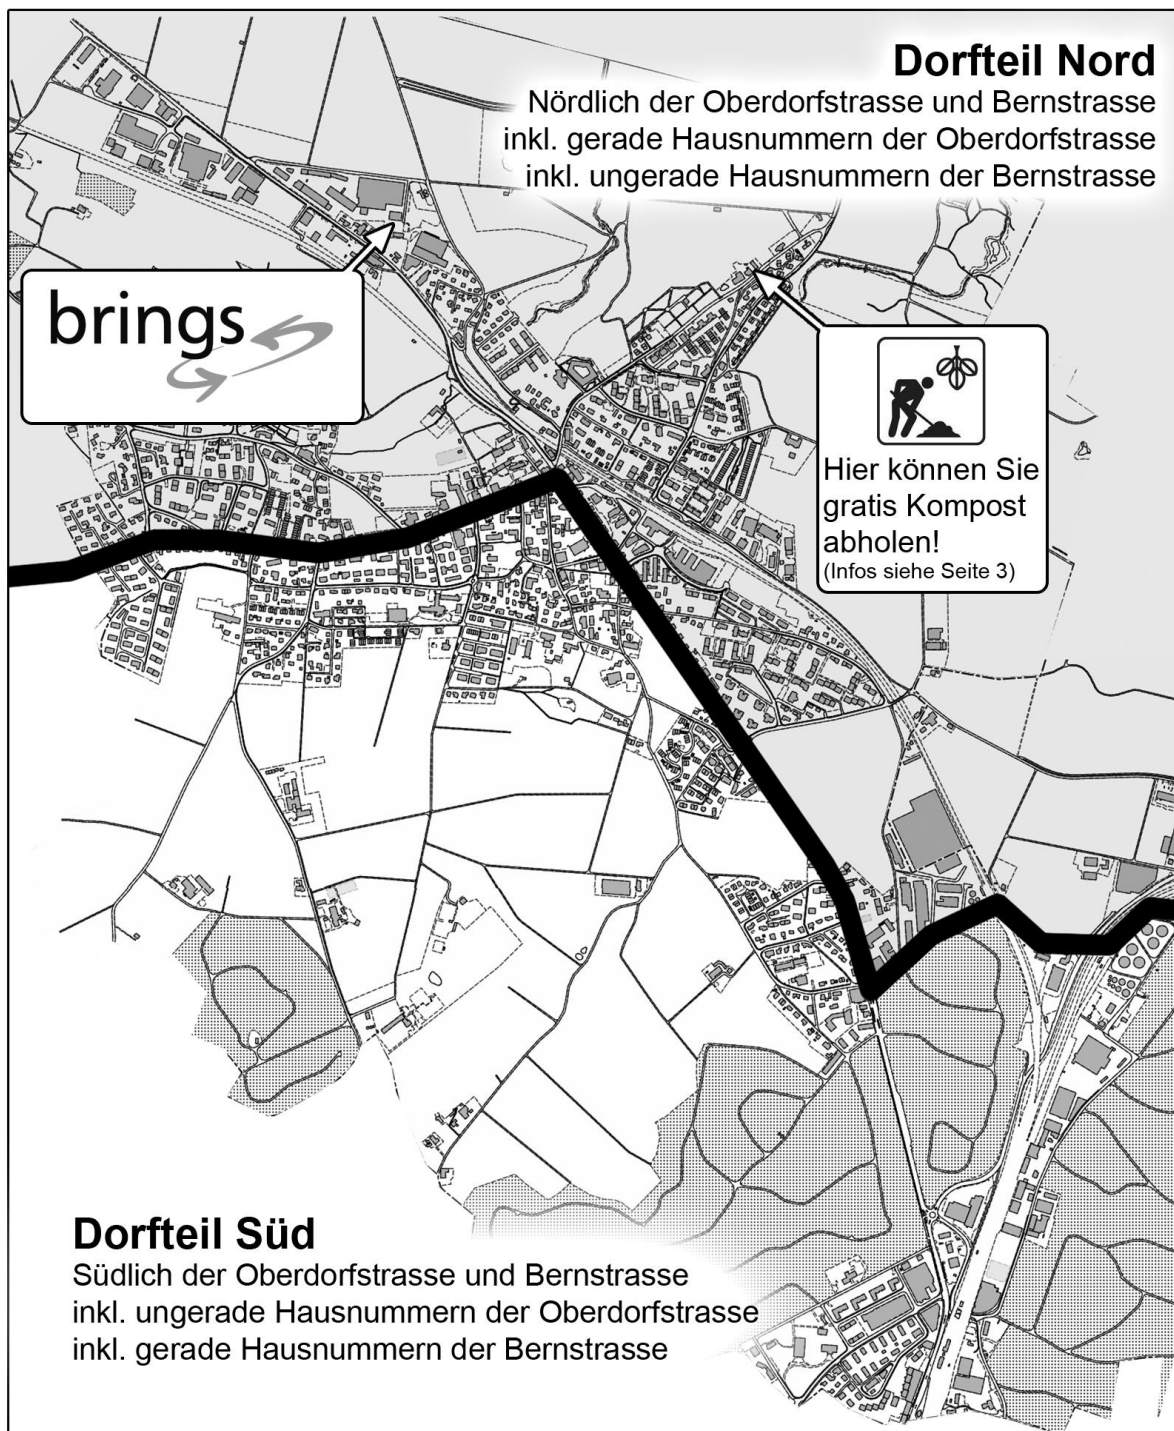 Dorfteil Nord
Nördlich der Oberdorfstrasse und Bernstrasse
inkl. gerade Hausnummern der Oberdorfstrasse
inkl. ungerade Hausnummern der Bernstrasse
brings
Hier können Sie
gratis Kompost
abholen!
(Infos siehe Seite 3)
Dorfteil Süd
Südlich der Oberdorfstrasse und Bernstrasse
inkl. ungerade Hausnummern der Oberdorfstrasse
inkl. gerade Hausnummern der Bernstrasse